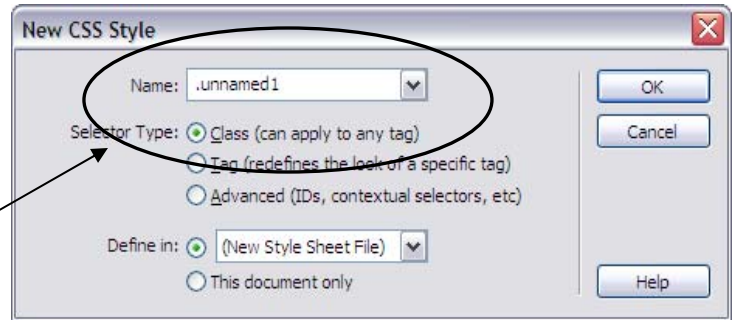 New CSS Style
Name: .unnamed1
OK
Selector Type: Class (can apply to any tag)
Cancel
Tag (redefines the look of a specific tag)
Advanced (IDs, contextual selectors, etc)
Define in: (New Style Sheet File)
This document only
Help